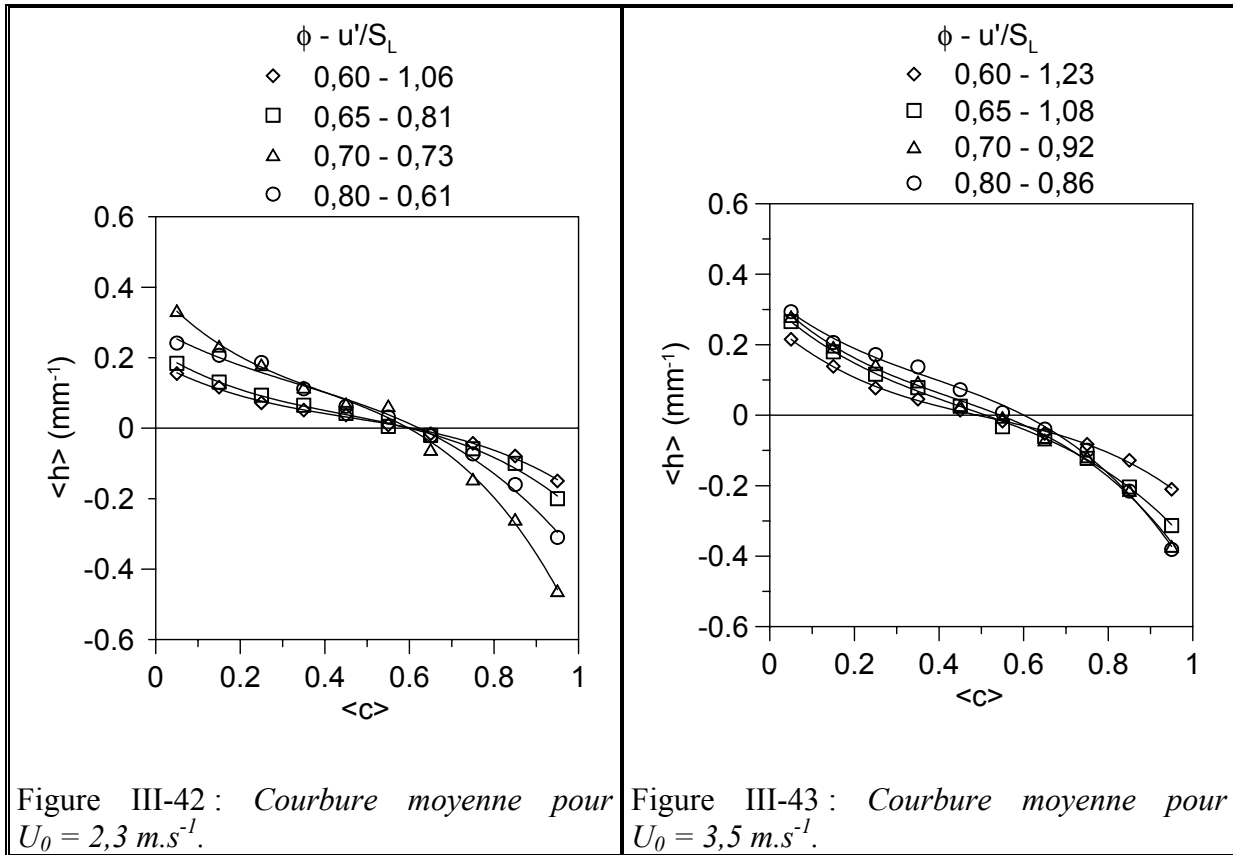 ϕ - u'/S_L
◇ 0,60 - 1,06
□ 0,65 - 0,81
△ 0,70 - 0,73
○ 0,80 - 0,61
0.6
0.4
0.2
0
-0.2
-0.4
-0.6
<h> (mm⁻¹)
0 0.2 0.4 0.6 0.8 1
<c>
Figure III-42 : Courbure moyenne pour
U₀ = 2,3 m.s⁻¹.
ϕ - u'/S_L
◇ 0,60 - 1,23
□ 0,65 - 1,08
△ 0,70 - 0,92
○ 0,80 - 0,86
0.6
0.4
0.2
0
-0.2
-0.4
-0.6
<h> (mm⁻¹)
0 0.2 0.4 0.6 0.8 1
<c>
Figure III-43 : Courbure moyenne pour
U₀ = 3,5 m.s⁻¹.